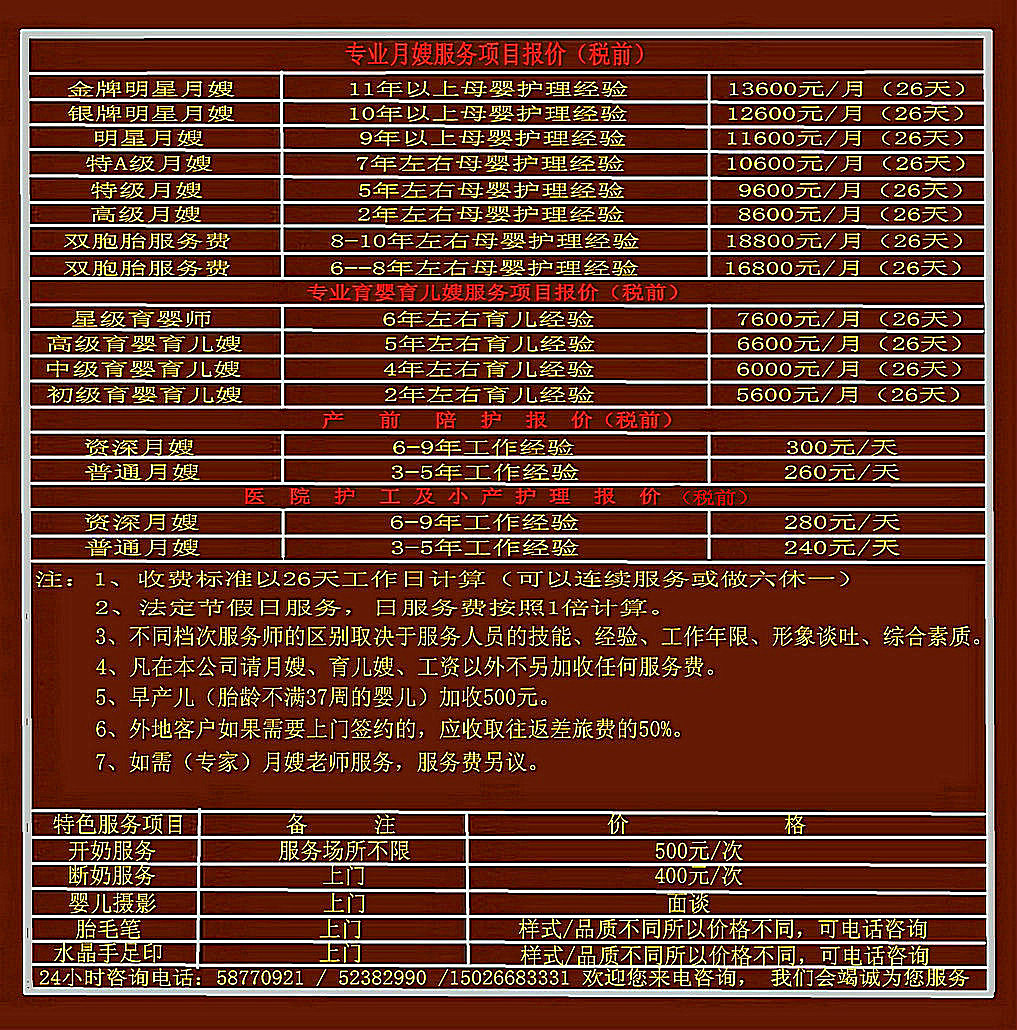 专业月嫂服务项目报价（税前）
金牌明星月嫂 11年以上母婴护理经验 13600元/月（26天）
银牌明星月嫂 10年以上母婴护理经验 12600元/月（26天）
明星月嫂 9年以上母婴护理经验 11600元/月（26天）
特A级月嫂 7年左右母婴护理经验 10600元/月（26天）
特级月嫂 5年左右母婴护理经验 9600元/月（26天）
高级月嫂 2年左右母婴护理经验 8600元/月（26天）
双胞胎服务费 8-10年左右母婴护理经验 18800元/月（26天）
双胞胎服务费 6--8年左右母婴护理经验 16800元/月（26天）
专业育婴育儿嫂服务项目报价（税前）
星级育婴师 6年左右育儿经验 7600元/月（26天）
高级育婴育儿嫂 5年左右育儿经验 6600元/月（26天）
中级育婴育儿嫂 4年左右育儿经验 6000元/月（26天）
初级育婴育儿嫂 2年左右育儿经验 5600元/月（26天）
产 前 陪 护 报 价（税前）
资深月嫂 6-9年工作经验 300元/天
普通月嫂 3-5年工作经验 260元/天
医 院 护 工及小产护理 报 价（税前）
资深月嫂 6-9年工作经验 280元/天
普通月嫂 3-5年工作经验 240元/天
注：1、收费标准以26天工作日计算（可以连续服务或做六休一）
2、法定节假日服务，日服务费按照1倍计算。
3、不同档次服务师的区别取决于服务人员的技能、经验、工作年限、形象谈吐、综合素质。
4、凡在本公司请月嫂、育儿嫂、工资以外不另加收任何服务费。
5、早产儿（胎龄不满37周的婴儿）加收500元。
6、外地客户如果需要上门签约的，应收取往返差旅费的50%。
7、如需（专家）月嫂老师服务，服务费另议。
特色服务项目 备 注 价 格
开奶服务 服务场所不限 500元/次
断奶服务 上门 400元/次
婴儿摄影 上门 面谈
胎毛笔 上门 样式/品质不同所以价格不同，可电话咨询
水晶手足印 上门 样式/品质不同所以价格不同，可电话咨询
24小时咨询电话：58770921 / 52382990 /15026683331 欢迎您来电咨询， 我们会竭诚为您服务